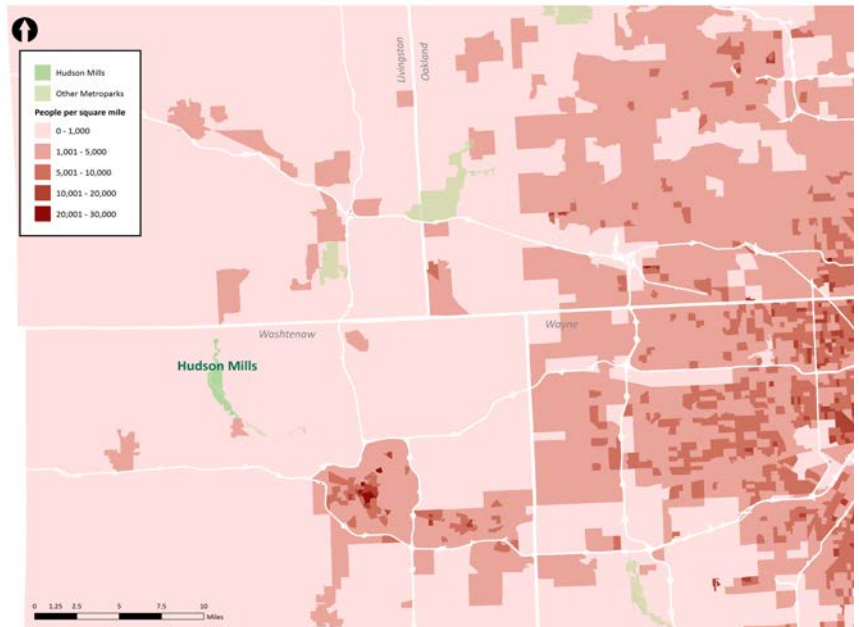 Livingston
Oakland
Hudson Mills
Other Metroparks
People per square mile
0 - 1,000
1,001 - 5,000
5,001 - 10,000
10,001 - 20,000
20,001 - 30,000
Washtenaw
Wayne
Hudson Mills
0 1.25 2.5 5 7.5 10
Miles